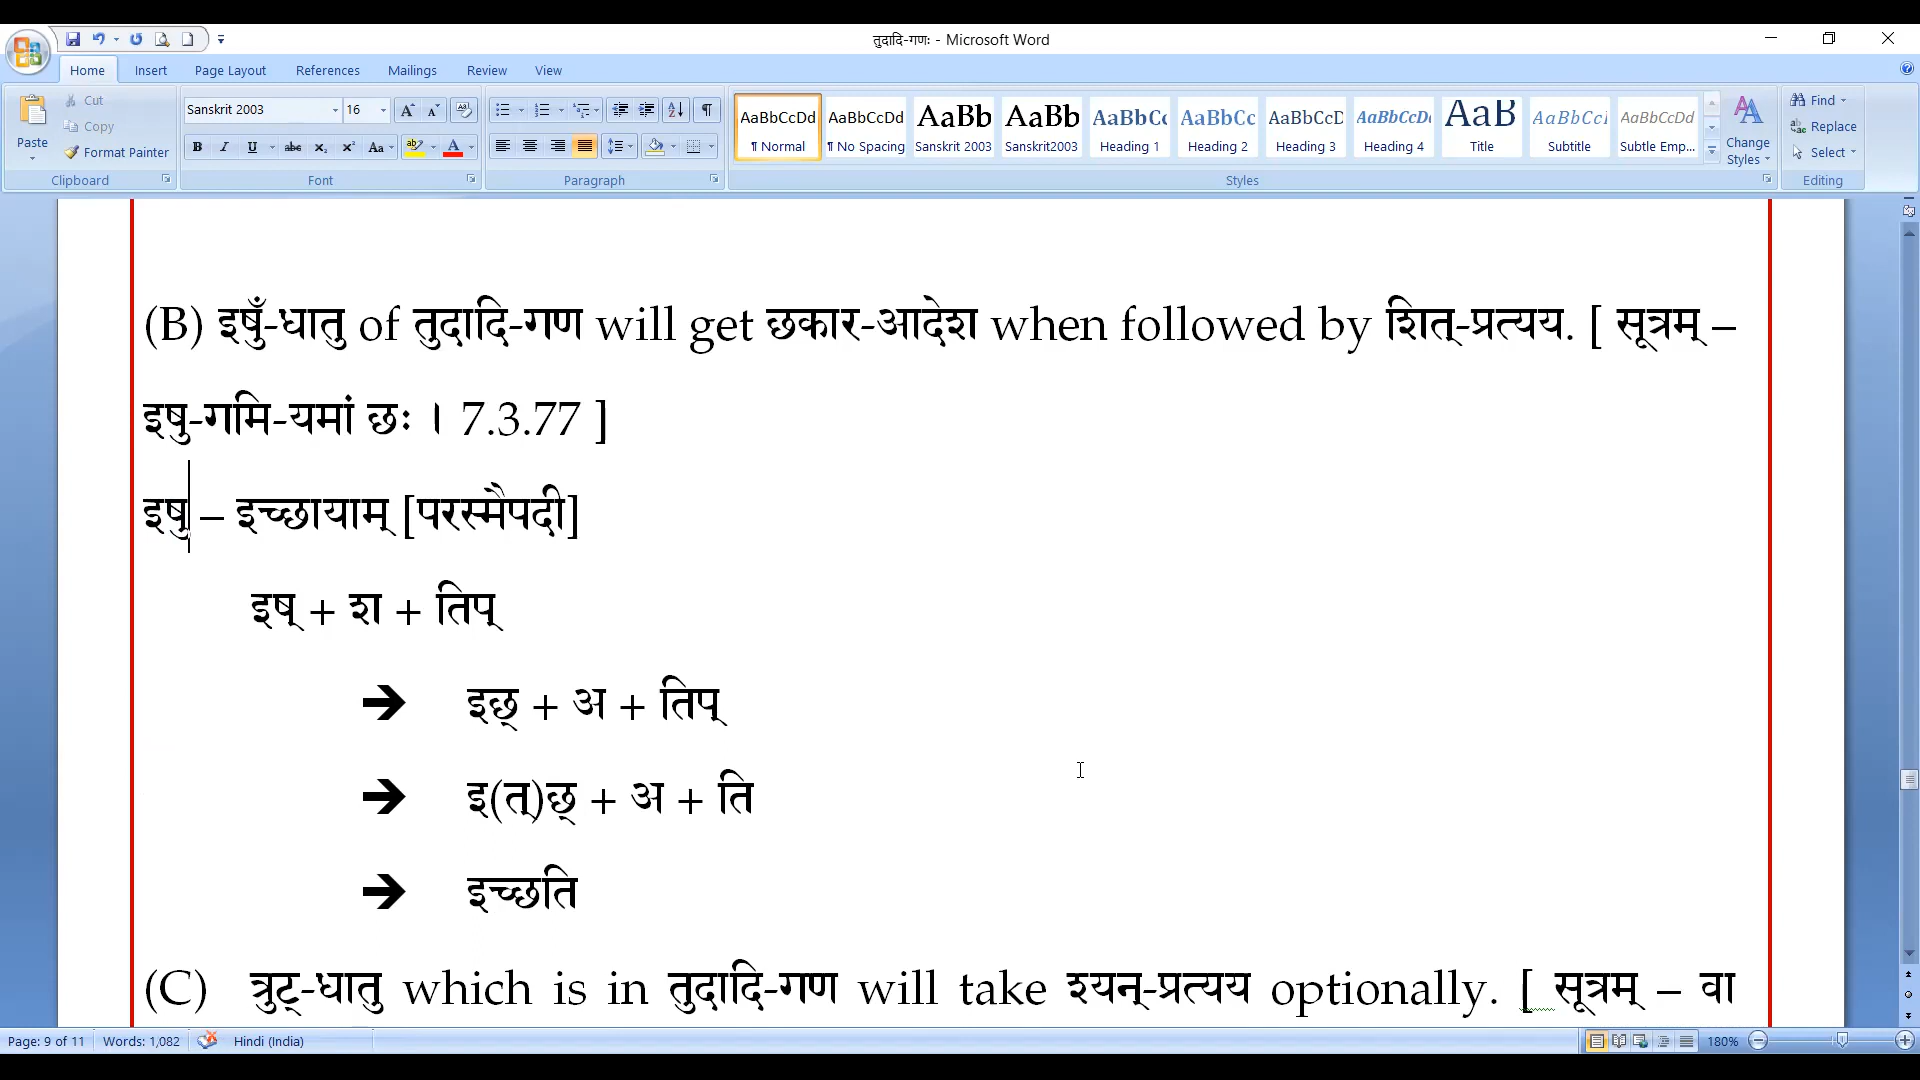 तुदादि-गणः - Microsoft Word
Home Insert Page Layout References Mailings Review View
Paste
Cut
Copy
Format Painter
Clipboard
Sanskrit 2003 16
Font
Paragraph
AaBbCcDd AaBbCcDd AaBb AaBb AaBbCc AaBbCc AaBbCcD AaBbCcDi AaB AaBbCcI AaBbCcDd
¶ Normal ¶ No Spacing Sanskrit 2003 Sanskrit2003 Heading 1 Heading 2 Heading 3 Heading 4 Title Subtitle Subtle Emp...
Styles
Change
Styles
Find
Replace
Select
Editing
(B) इषुँ-धातु of तुदादि-गण will get छकार-आदेश when followed by शित्-प्रत्यय. [ सूत्रम् –
इषु-गमि-यमां छः । 7.3.77 ]
इषु – इच्छायाम् [परस्मैपदी]
इष् + श + तिप्
➔ इछ् + अ + तिप्
➔ इ(त्)छ् + अ + ति
➔ इच्छति
(C) त्रुट्-धातु which is in तुदादि-गण will take श्यन्-प्रत्यय optionally. [ सूत्रम् – वा
Page: 9 of 11 Words: 1,082 Hindi (India) 180%